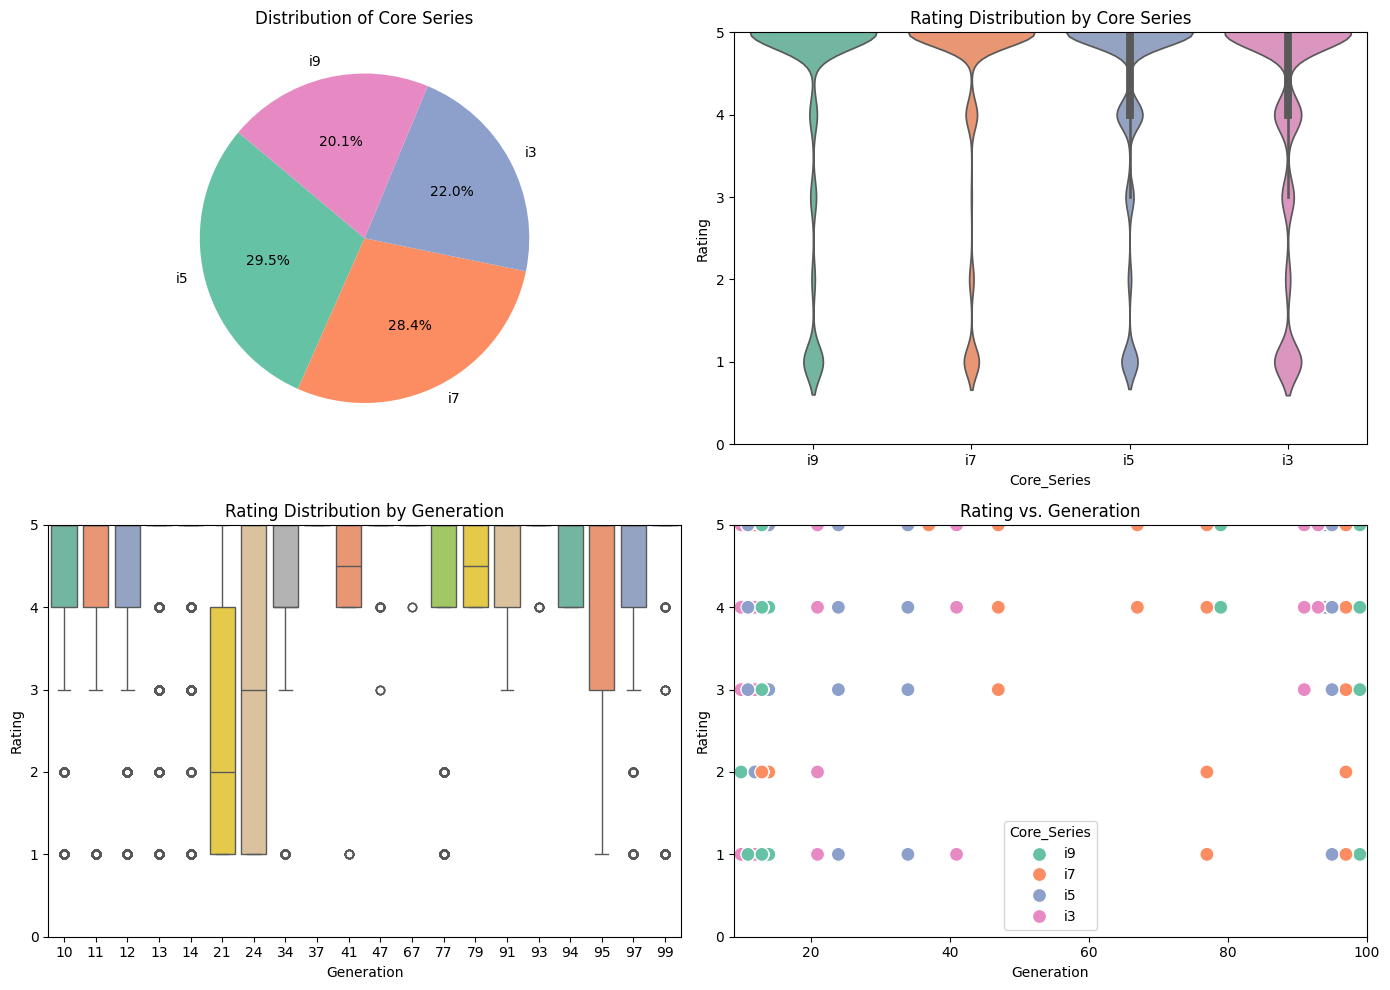 Distribution of Core Series
i9
20.1%
i3
22.0%
i5
29.5%
28.4%
i7
Rating Distribution by Core Series
5
4
3
2
1
0
Rating
i9 i7 i5 i3
Core_Series
Rating Distribution by Generation
5
4
3
2
1
0
Rating
10 11 12 13 14 21 24 34 37 41 47 67 77 79 91 93 94 95 97 99
Generation
Rating vs. Generation
5
4
3
2
1
0
Rating
Core_Series
i9
i7
i5
i3
20 40 60 80 100
Generation